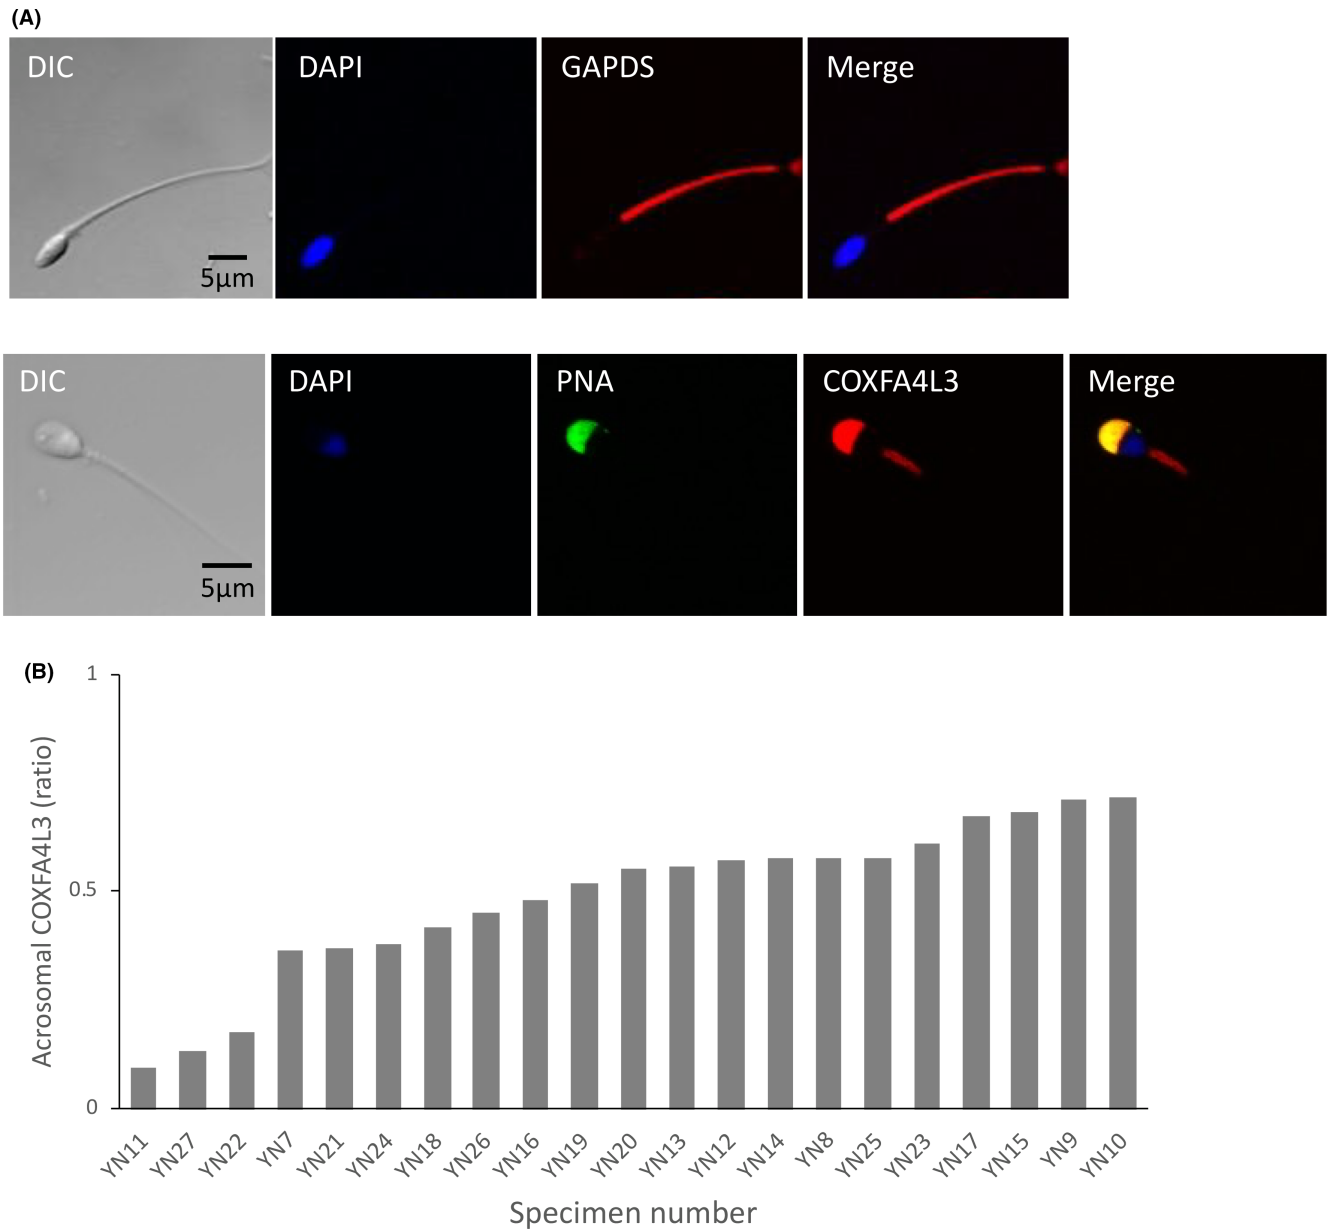 (A)
DIC DAPI GAPDS Merge
5µm
DIC DAPI PNA COXFA4L3 Merge
5µm
(B)
1
0.5
0
Acrosomal COXFA4L3 (ratio)
YN11 YN27 YN22 YN7 YN21 YN24 YN18 YN26 YN16 YN19 YN20 YN13 YN12 YN14 YN8 YN25 YN23 YN17 YN15 YN9 YN10
Specimen number